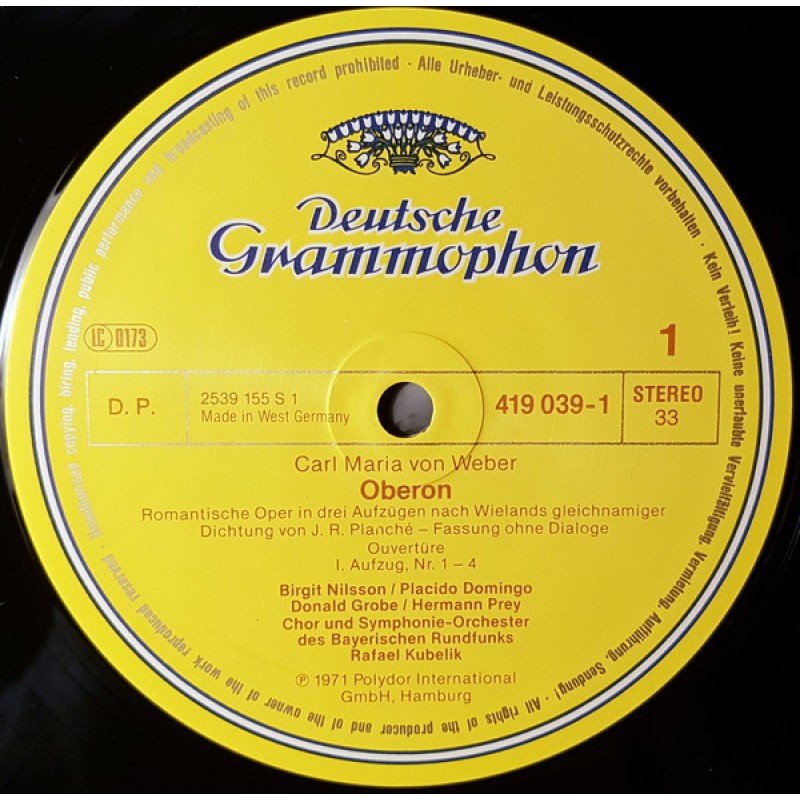 Deutsche
Grammophon
LC 0173
1
D. P.
2539 155 S 1
Made in West Germany
419 039-1
STEREO
33
Carl Maria von Weber
Oberon
Romantische Oper in drei Aufzügen nach Wielands gleichnamiger
Dichtung von J. R. Planché – Fassung ohne Dialoge
Ouvertüre
I. Aufzug, Nr. 1 – 4
Birgit Nilsson / Placido Domingo
Donald Grobe / Hermann Prey
Chor und Symphonie-Orchester
des Bayerischen Rundfunks
Rafael Kubelik
℗ 1971 Polydor International
GmbH, Hamburg
Alle Urheber- und Leistungsschutzrechte vorbehalten · Kein Verleih! Keine unerlaubte Vervielfältigung, Vermietung, Aufführung, Sendung! · All rights of the producer and of the owner of the work reproduced reserved · Unauthorized copying, hiring, lending, public performance and broadcasting of this record prohibited ·